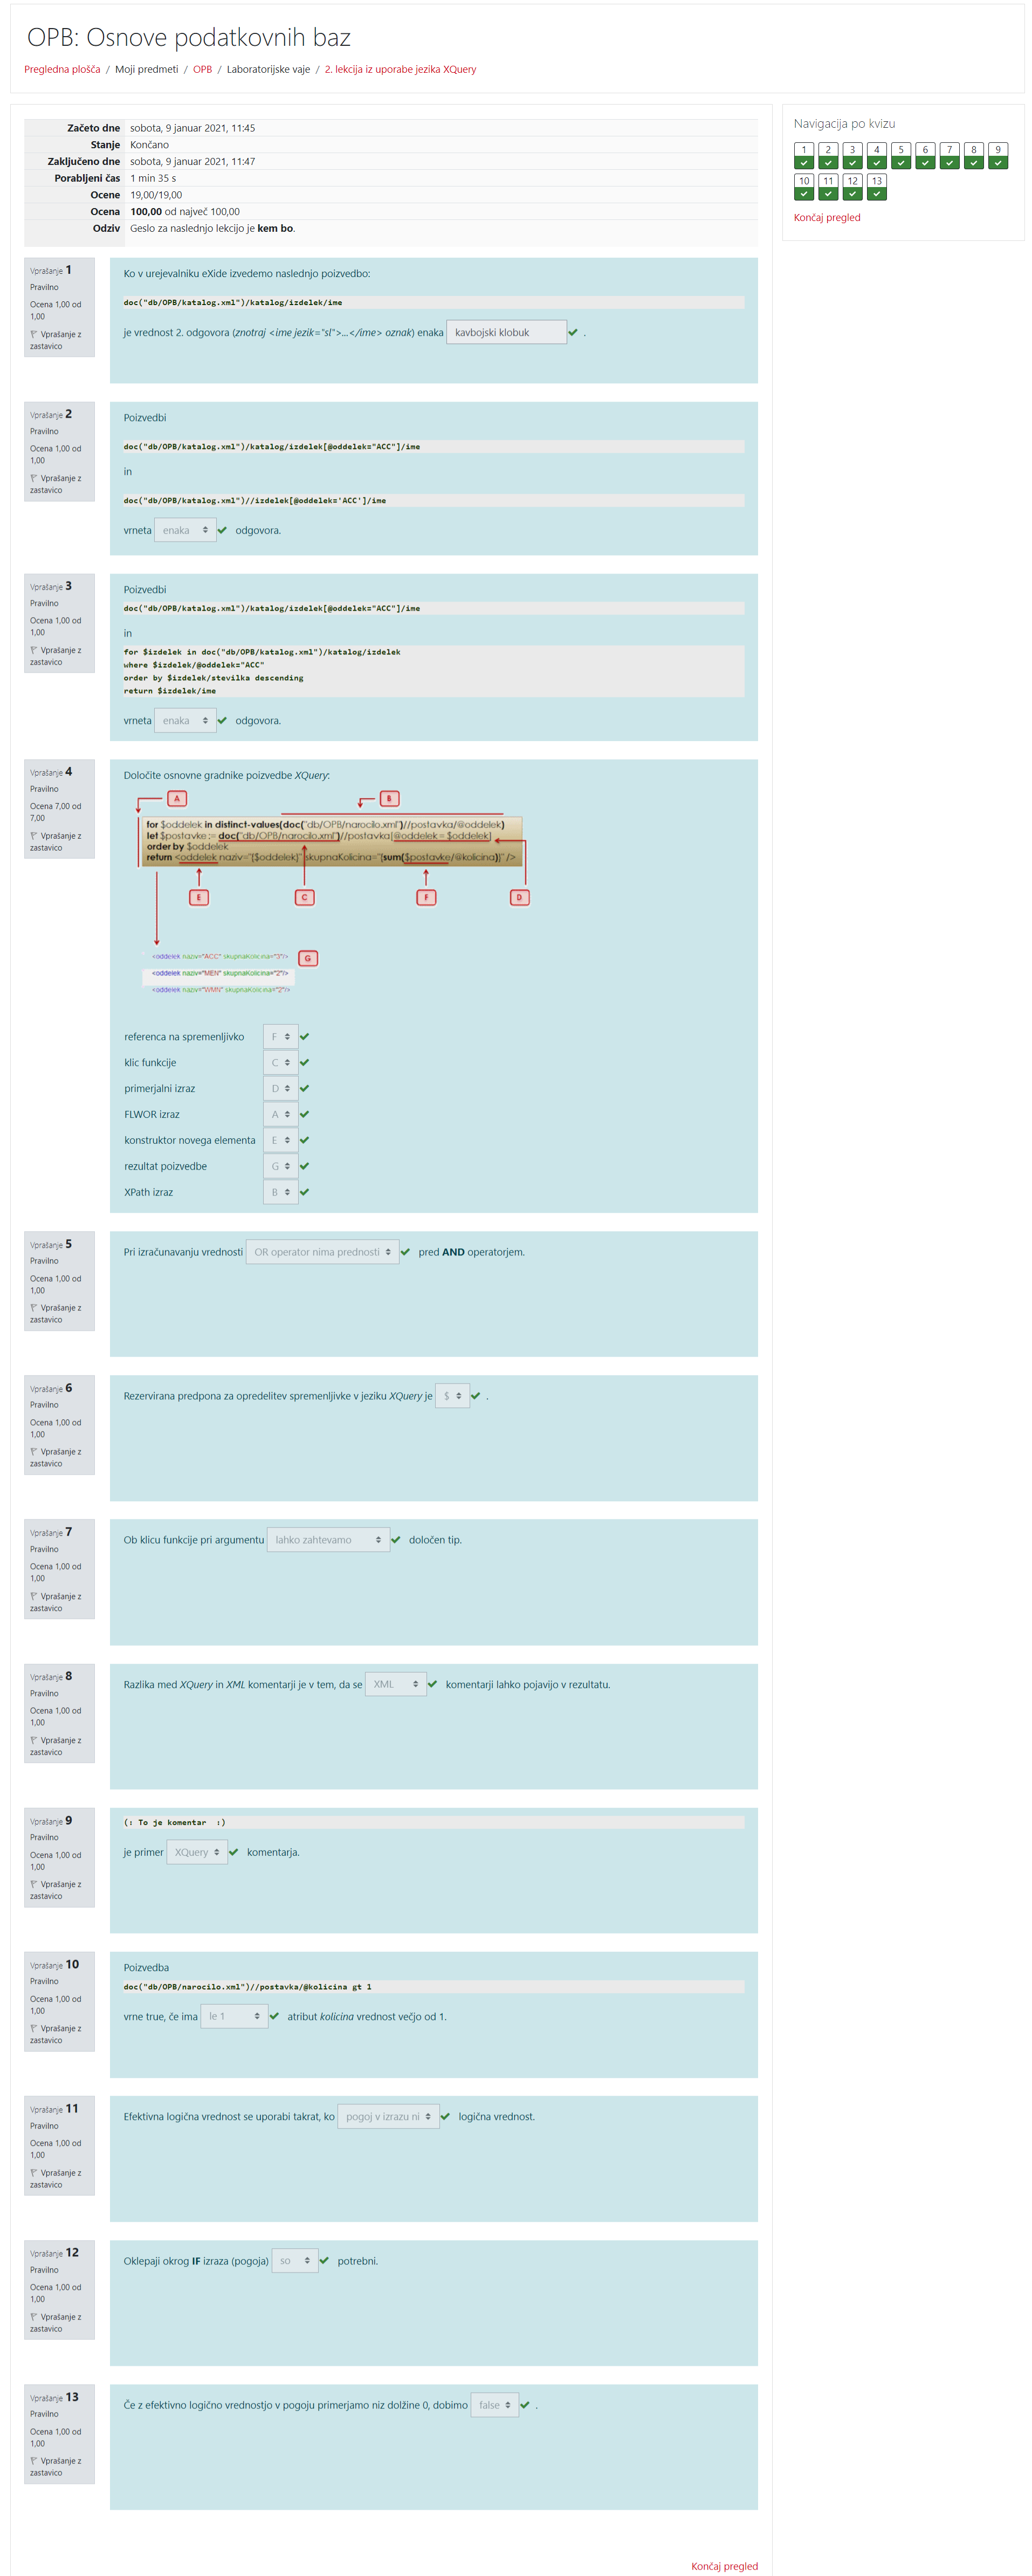 OPB: Osnove podatkovnih baz
Pregledna plošča / Moji predmeti / OPB / Laboratorijske vaje / 2. lekcija iz uporabe jezika XQuery
Začeto dne sobota, 9 januar 2021, 11:45
Stanje Končano
Zaključeno dne sobota, 9 januar 2021, 11:47
Porabljeni čas 1 min 35 s
Ocene 19,00/19,00
Ocena 100,00 od največ 100,00
Odziv Geslo za naslednjo lekcijo je kem bo.
Navigacija po kvizu
1 2 3 4 5 6 7 8 9
10 11 12 13
Končaj pregled
Vprašanje 1
Pravilno
Ocena 1,00 od
1,00
Vprašanje z
zastavico
Ko v urejevalniku eXide izvedemo naslednjo poizvedbo:
doc("db/OPB/katalog.xml")/katalog/izdelek/ime
je vrednost 2. odgovora (znotraj <ime jezik="sl">...</ime> oznak) enaka kavbojski klobuk .
Vprašanje 2
Pravilno
Ocena 1,00 od
1,00
Vprašanje z
zastavico
Poizvedbi
doc("db/OPB/katalog.xml")/katalog/izdelek[@oddelek="ACC"]/ime
in
doc("db/OPB/katalog.xml")//izdelek[@oddelek='ACC']/ime
vrneta enaka odgovora.
Vprašanje 3
Pravilno
Ocena 1,00 od
1,00
Vprašanje z
zastavico
Poizvedbi
doc("db/OPB/katalog.xml")/katalog/izdelek[@oddelek="ACC"]/ime
in
for $izdelek in doc("db/OPB/katalog.xml")/katalog/izdelek
where $izdelek/@oddelek="ACC"
order by $izdelek/stevilka descending
return $izdelek/ime
vrneta enaka odgovora.
Vprašanje 4
Pravilno
Ocena 7,00 od
7,00
Vprašanje z
zastavico
Določite osnovne gradnike poizvedbe XQuery:
A B
for $oddelek in distinct-values(doc("db/OPB/narocilo.xml")//postavka/@oddelek)
let $postavke := doc("db/OPB/narocilo.xml")//postavka[@oddelek = $oddelek]
order by $oddelek
return <oddelek naziv="{$oddelek}" skupnaKolicina="{sum($postavke/@kolicina)}" />
E C F D
<oddelek naziv="ACC" skupnaKolicina="3"/> G
<oddelek naziv="MEN" skupnaKolicina="2"/>
<oddelek naziv="WMN" skupnaKolicina="2"/>
referenca na spremenljivko F
klic funkcije C
primerjalni izraz D
FLWOR izraz A
konstruktor novega elementa E
rezultat poizvedbe G
XPath izraz B
Vprašanje 5
Pravilno
Ocena 1,00 od
1,00
Vprašanje z
zastavico
Pri izračunavanju vrednosti OR operator nima prednosti pred AND operatorjem.
Vprašanje 6
Pravilno
Ocena 1,00 od
1,00
Vprašanje z
zastavico
Rezervirana predpona za opredelitev spremenljivke v jeziku XQuery je $ .
Vprašanje 7
Pravilno
Ocena 1,00 od
1,00
Vprašanje z
zastavico
Ob klicu funkcije pri argumentu lahko zahtevamo določen tip.
Vprašanje 8
Pravilno
Ocena 1,00 od
1,00
Vprašanje z
zastavico
Razlika med XQuery in XML komentarji je v tem, da se XML komentarji lahko pojavijo v rezultatu.
Vprašanje 9
Pravilno
Ocena 1,00 od
1,00
Vprašanje z
zastavico
(: To je komentar :)
je primer XQuery komentarja.
Vprašanje 10
Pravilno
Ocena 1,00 od
1,00
Vprašanje z
zastavico
Poizvedba
doc("db/OPB/narocilo.xml")//postavka/@kolicina gt 1
vrne true, če ima le 1 atribut kolicina vrednost večjo od 1.
Vprašanje 11
Pravilno
Ocena 1,00 od
1,00
Vprašanje z
zastavico
Efektivna logična vrednost se uporabi takrat, ko pogoj v izrazu ni logična vrednost.
Vprašanje 12
Pravilno
Ocena 1,00 od
1,00
Vprašanje z
zastavico
Oklepaji okrog IF izraza (pogoja) so potrebni.
Vprašanje 13
Pravilno
Ocena 1,00 od
1,00
Vprašanje z
zastavico
Če z efektivno logično vrednostjo v pogoju primerjamo niz dolžine 0, dobimo false .
Končaj pregled